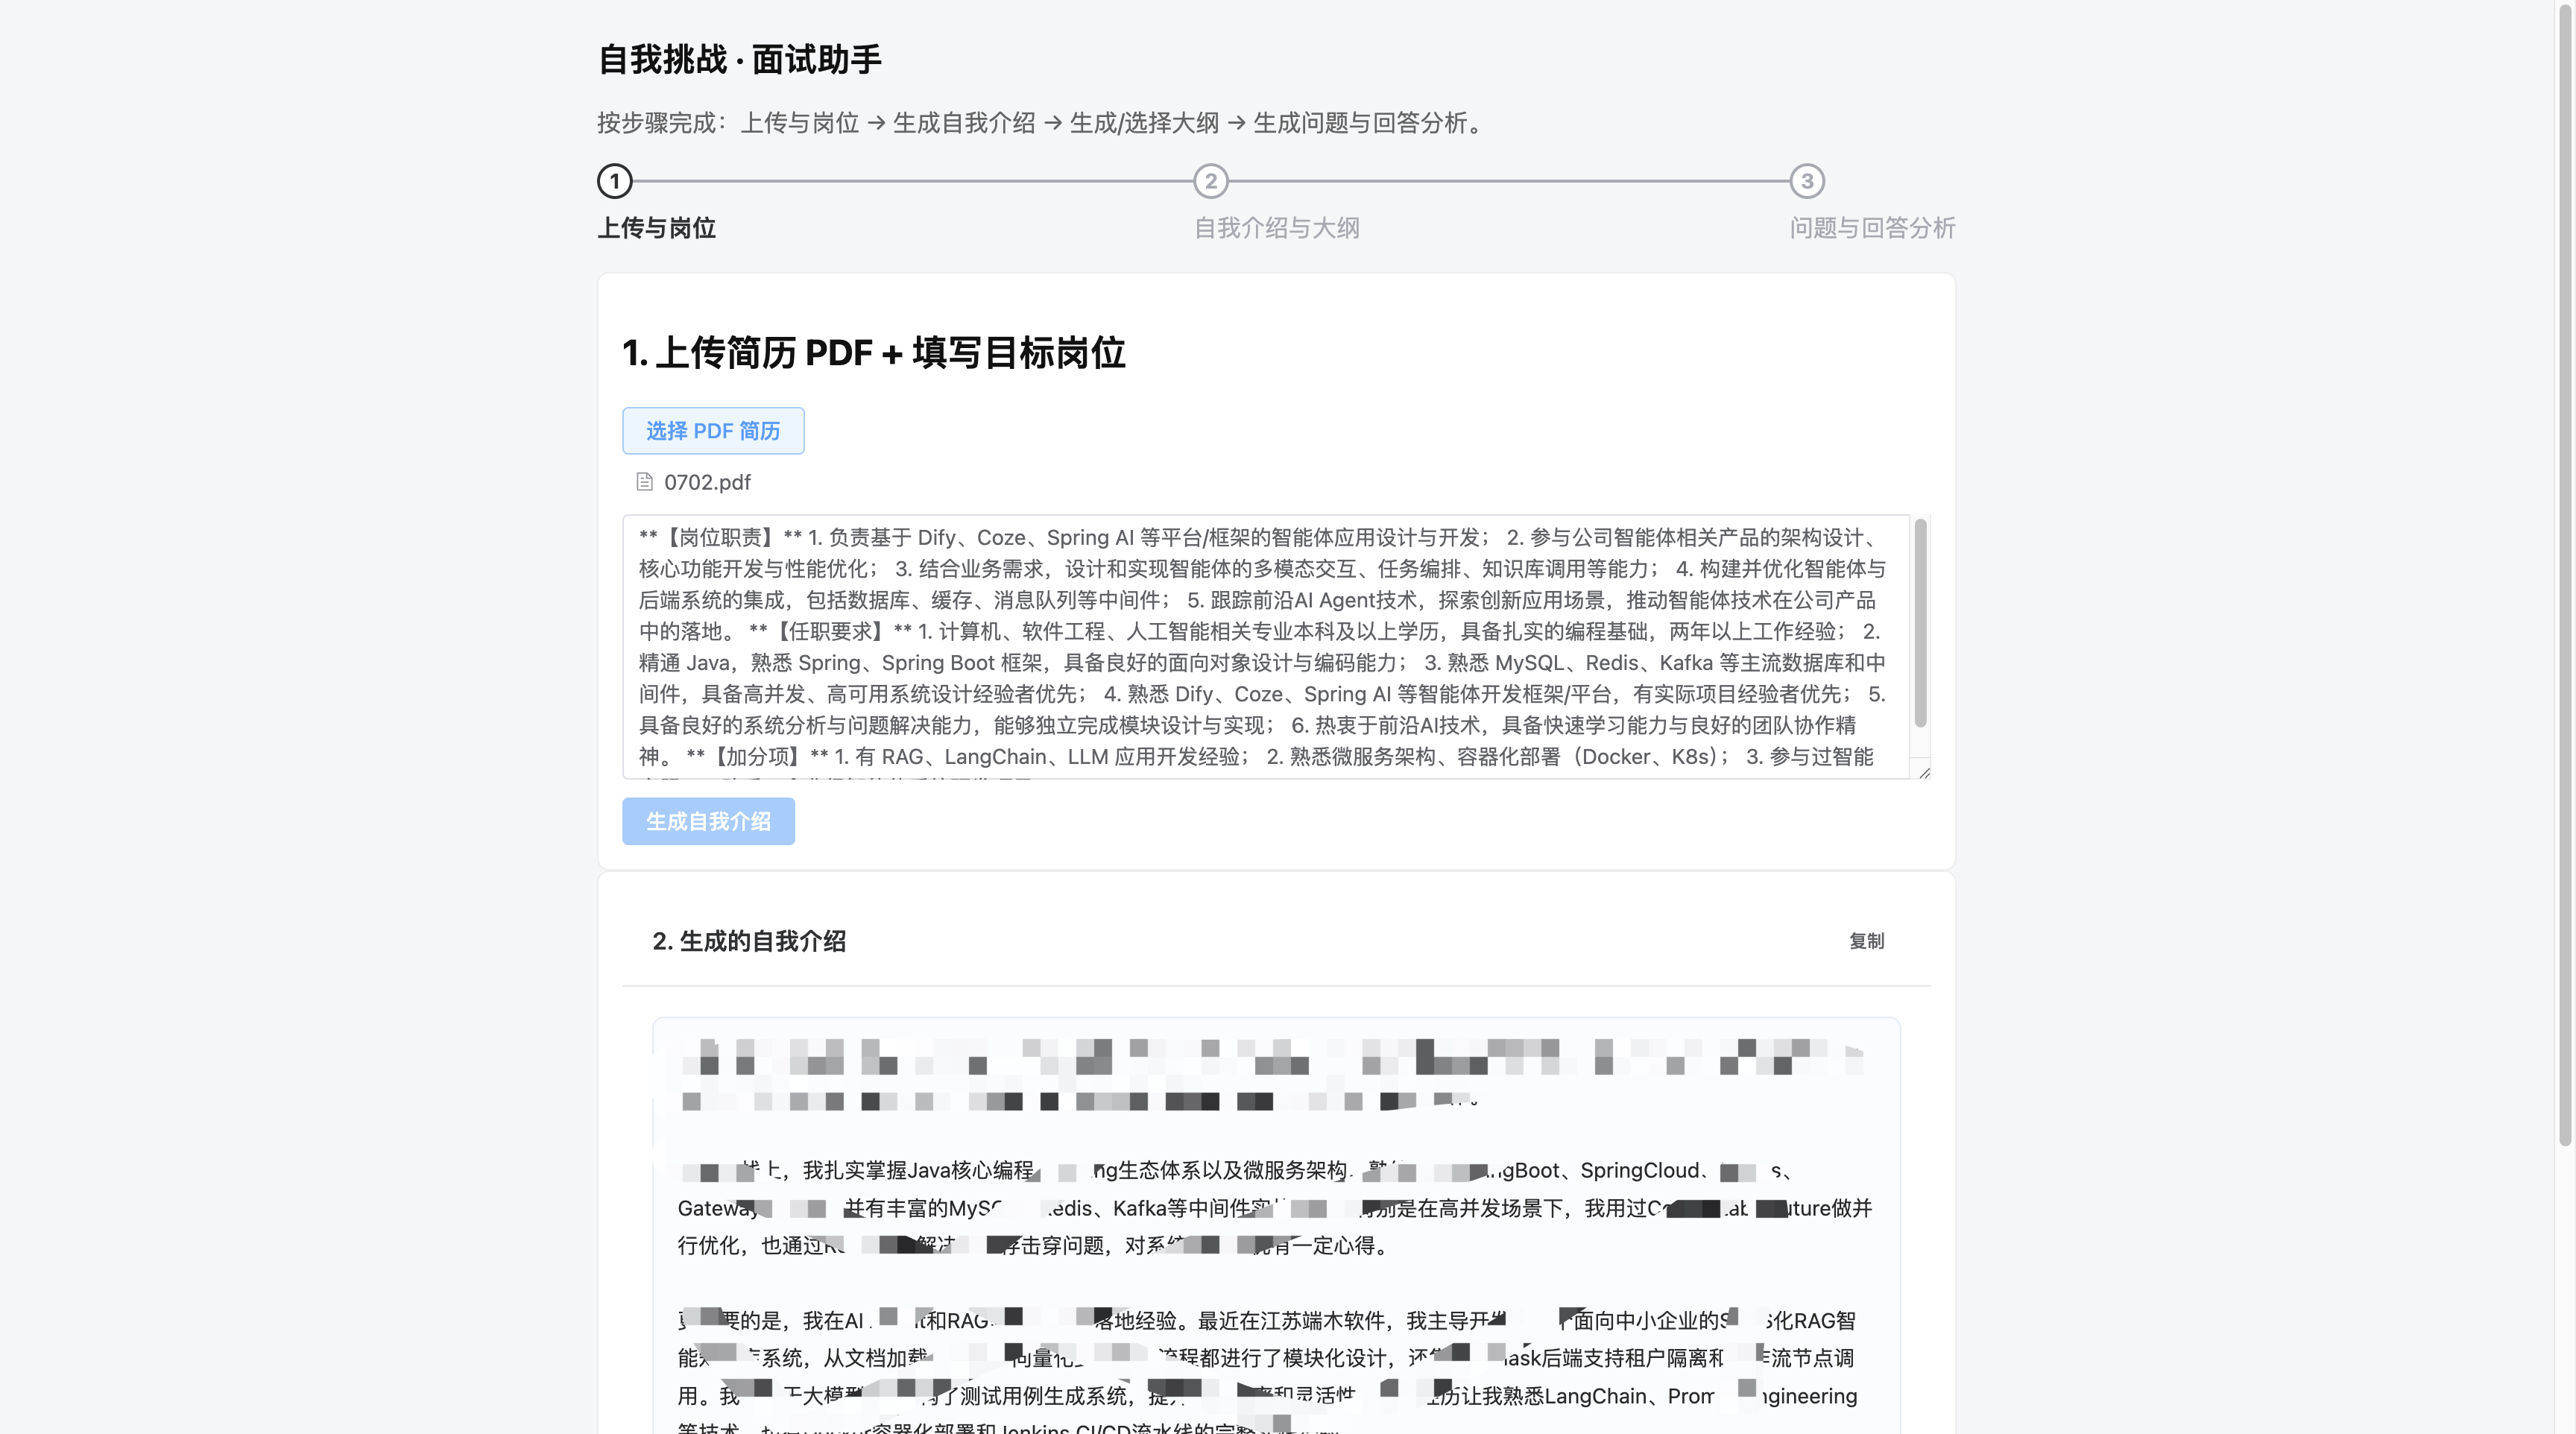 自我挑战 · 面试助手
按步骤完成：上传与岗位 → 生成自我介绍 → 生成/选择大纲 → 生成问题与回答分析。
1
2
3
上传与岗位
自我介绍与大纲
问题与回答分析
1. 上传简历 PDF + 填写目标岗位
选择 PDF 简历
0702.pdf
**【岗位职责】** 1. 负责基于 Dify、Coze、Spring AI 等平台/框架的智能体应用设计与开发； 2. 参与公司智能体相关产品的架构设计、
核心功能开发与性能优化； 3. 结合业务需求，设计和实现智能体的多模态交互、任务编排、知识库调用等能力； 4. 构建并优化智能体与
后端系统的集成，包括数据库、缓存、消息队列等中间件； 5. 跟踪前沿AI Agent技术，探索创新应用场景，推动智能体技术在公司产品
中的落地。 **【任职要求】** 1. 计算机、软件工程、人工智能相关专业本科及以上学历，具备扎实的编程基础，两年以上工作经验； 2.
精通 Java，熟悉 Spring、Spring Boot 框架，具备良好的面向对象设计与编码能力； 3. 熟悉 MySQL、Redis、Kafka 等主流数据库和中
间件，具备高并发、高可用系统设计经验者优先； 4. 熟悉 Dify、Coze、Spring AI 等智能体开发框架/平台，有实际项目经验者优先； 5.
具备良好的系统分析与问题解决能力，能够独立完成模块设计与实现； 6. 热衷于前沿AI技术，具备快速学习能力与良好的团队协作精
神。 **【加分项】** 1. 有 RAG、LangChain、LLM 应用开发经验； 2. 熟悉微服务架构、容器化部署（Docker、K8s）； 3. 参与过智能
生成自我介绍
2. 生成的自我介绍
复制
上，我扎实掌握Java核心编程 ng生态体系以及微服务架构 gBoot、SpringCloud、 s、
Gateway 并有丰富的MyS edis、Kafka等中间件实 别是在高并发场景下，我用过C uture做并
行优化，也通过R 解决 击穿问题，对系 有一定心得。
要的是，我在AI t和RAG 落地经验。最近在江苏端木软件，我主导开 面向中小企业的S S化RAG智
能 系统，从文档加载 向量化 流程都进行了模块化设计，还 ask后端支持租户隔离和 流节点调
用。我 于大模型 了测试用例生成系统，提 率和灵活性 历让我熟悉LangChain、Prom ngineering
容器化部署和Jenkins CI/CD流水线的完整